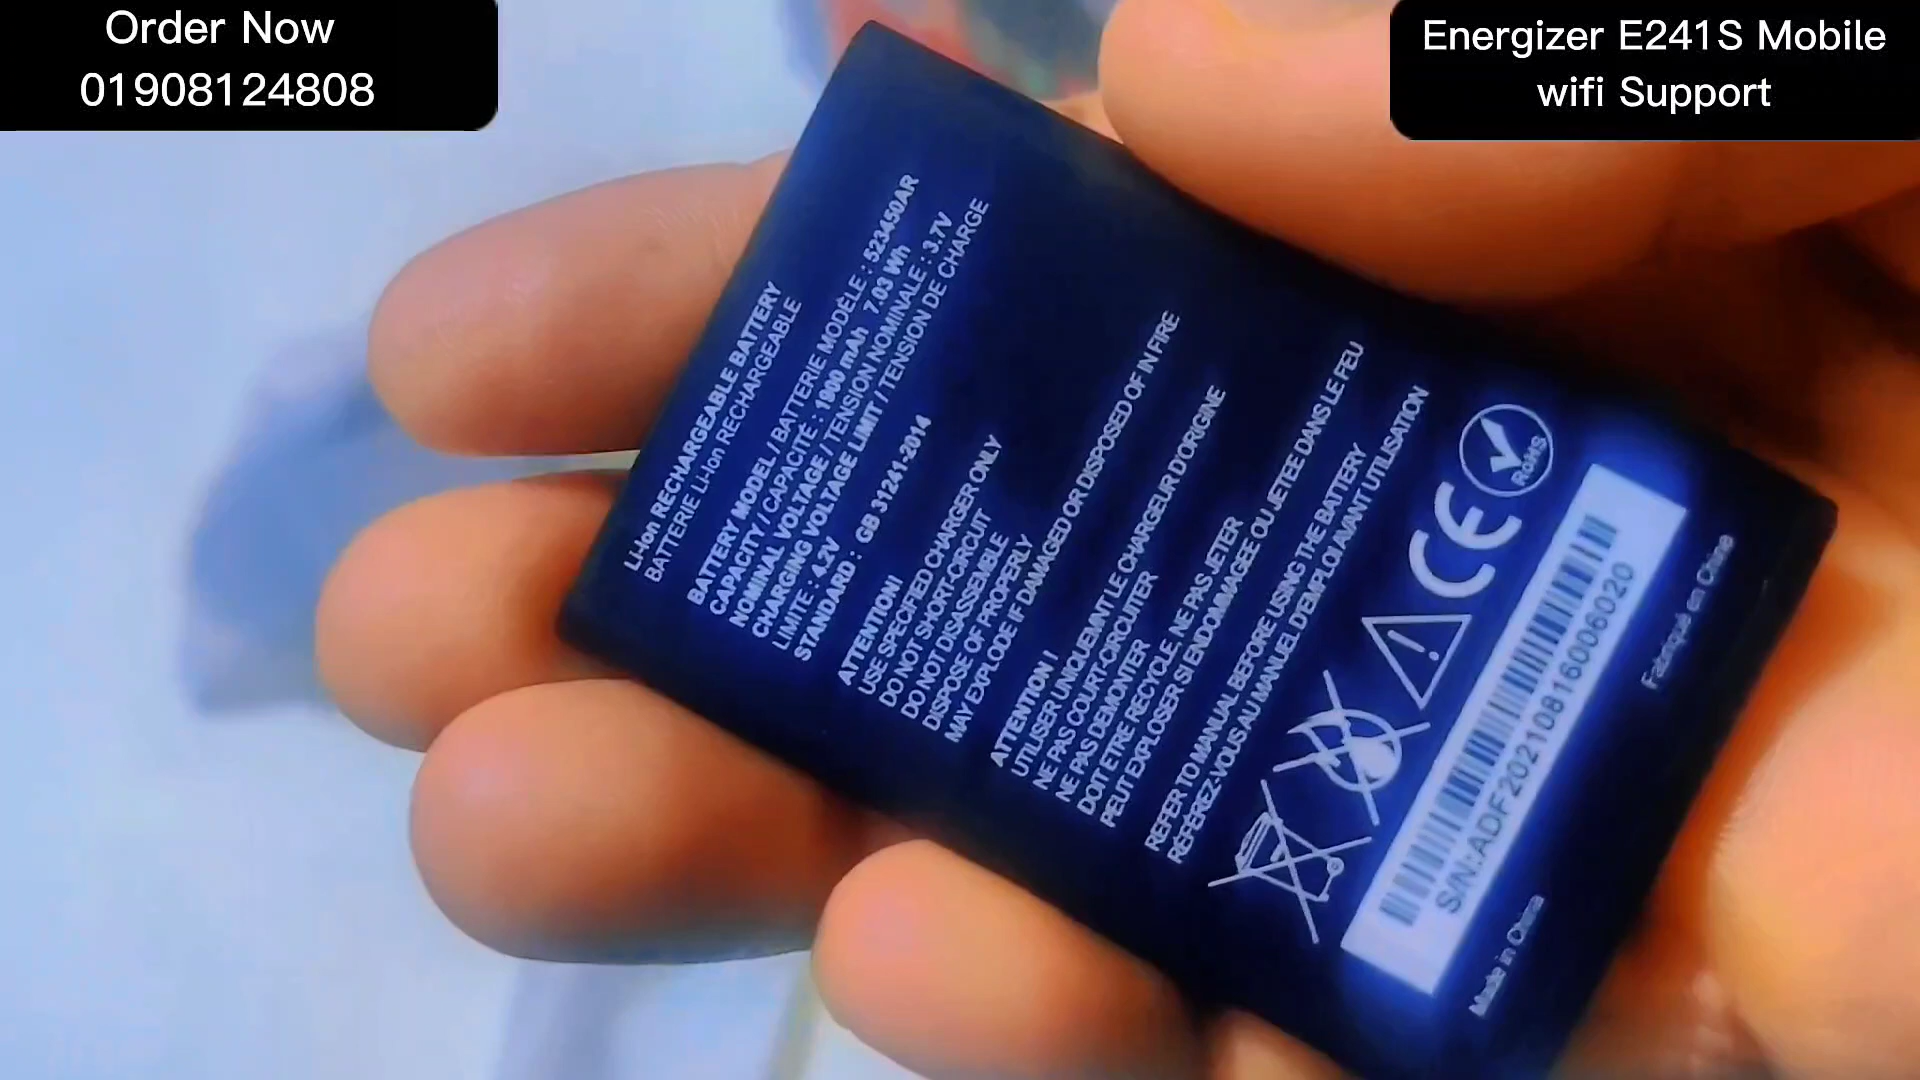 Order Now
01908124808
Energizer E241S Mobile
wifi Support
Li-Ion RECHARGEABLE BATTERY
BATTERIE LI-Ion RECHARGEABLE
BATTERY MODEL / BATTERIE MODÈLE : 523450AR
CAPACITY / CAPACITÉ : 1900 mAh 7.03 Wh
NOMINAL VOLTAGE / TENSION NOMINALE : 3.7V
CHARGING VOLTAGE LIMIT / TENSION DE CHARGE
LIMITE : 4.2V
STANDARD : GB 31241-2014
ATTENTION!
USE SPECIFIED CHARGER ONLY
DO NOT SHORT-CIRCUIT
DO NOT DISASSEMBLE
DISPOSE OF PROPERLY
MAY EXPLODE IF DAMAGED OR DISPOSED OF IN FIRE
ATTENTION !
UTILISER UNIQUEMNT LE CHARGEUR D'ORIGINE
NE PAS COURT-CIRCUITER
NE PAS DEMONTER
DOIT ETRE RECYCLE, NE PAS JETER
PEUT EXPLOSER SI ENDOMMAGEE OU JETEE DANS LE FEU
REFER TO MANUAL BEFORE USING THE BATTERY
RÉFÉREZ-VOUS AU MANUEL D'EMPLOI AVANT UTILISATION
CE
ROHS
S/N:ADF20210816006020
Made in China
Fabriqué en Chine